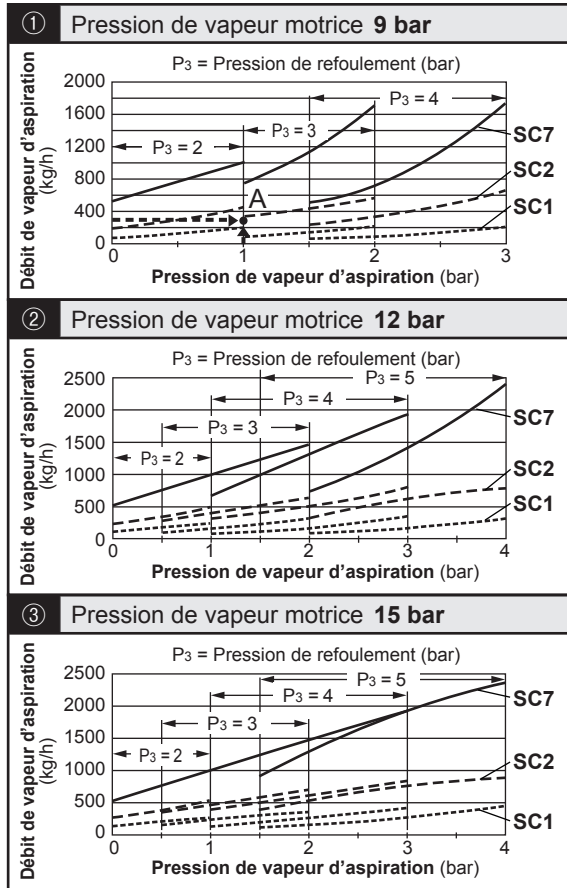 ① Pression de vapeur motrice 9 bar
P3 = Pression de refoulement (bar)
Débit de vapeur d'aspiration
(kg/h)
2000
1600
1200
800
400
0
P3 = 4
P3 = 3
P3 = 2
A
SC7
SC2
SC1
0 1 2 3
Pression de vapeur d'aspiration (bar)
② Pression de vapeur motrice 12 bar
P3 = Pression de refoulement (bar)
Débit de vapeur d'aspiration
(kg/h)
2500
2000
1500
1000
500
0
P3 = 5
P3 = 4
P3 = 3
P3 = 2
SC7
SC2
SC1
0 1 2 3 4
Pression de vapeur d'aspiration (bar)
③ Pression de vapeur motrice 15 bar
P3 = Pression de refoulement (bar)
Débit de vapeur d'aspiration
(kg/h)
2500
2000
1500
1000
500
0
P3 = 5
P3 = 4
P3 = 3
P3 = 2
SC7
SC2
SC1
0 1 2 3 4
Pression de vapeur d'aspiration (bar)